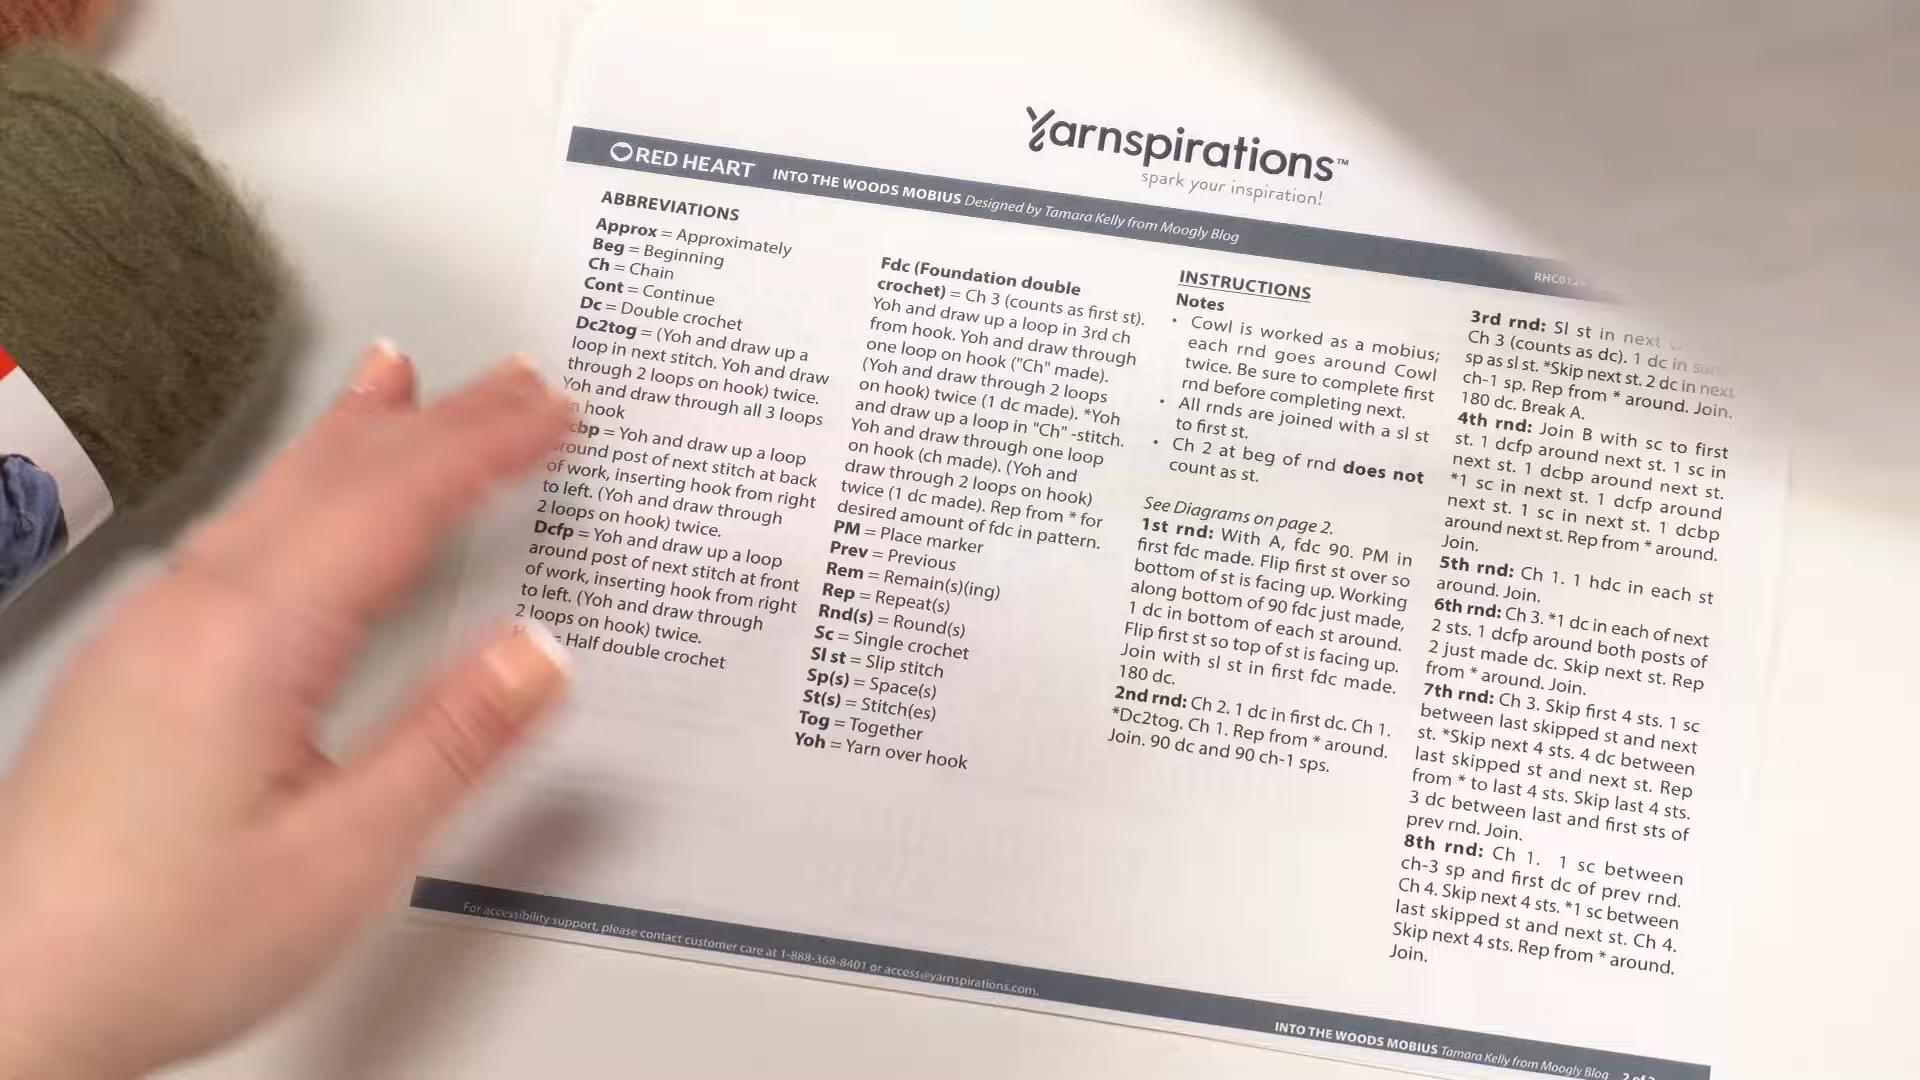 Yarnspirations™
spark your inspiration!
RED HEART INTO THE WOODS MOBIUS Designed by Tamara Kelly from Moogly Blog
ABBREVIATIONS
Approx = Approximately
Beg = Beginning
Ch = Chain
Cont = Continue
Dc = Double crochet
Dc2tog = (Yoh and draw up a
loop in next stitch. Yoh and draw
through 2 loops on hook) twice.
Yoh and draw through all 3 loops
hook
= Yoh and draw up a loop
around post of next stitch at back
of work, inserting hook from right
to left. (Yoh and draw through
2 loops on hook) twice.
Dcfp = Yoh and draw up a loop
around post of next stitch at front
of work, inserting hook from right
to left. (Yoh and draw through
2 loops on hook) twice.
= Half double crochet
Fdc (Foundation double
crochet) = Ch 3 (counts as first st).
Yoh and draw up a loop in 3rd ch
from hook. Yoh and draw through
one loop on hook ("Ch" made).
(Yoh and draw through 2 loops
on hook) twice (1 dc made). *Yoh
and draw up a loop in "Ch" -stitch.
Yoh and draw through one loop
on hook (ch made). (Yoh and
draw through 2 loops on hook)
twice (1 dc made). Rep from * for
desired amount of fdc in pattern.
PM = Place marker
Prev = Previous
Rem = Remain(s)(ing)
Rep = Repeat(s)
Rnd(s) = Round(s)
Sc = Single crochet
Sl st = Slip stitch
Sp(s) = Space(s)
St(s) = Stitch(es)
Tog = Together
Yoh = Yarn over hook
INSTRUCTIONS
Notes
• Cowl is worked as a mobius;
each rnd goes around Cowl
twice. Be sure to complete first
rnd before completing next.
• All rnds are joined with a sl st
to first st.
• Ch 2 at beg of rnd does not
count as st.
See Diagrams on page 2.
1st rnd: With A, fdc 90. PM in
first fdc made. Flip first st over so
bottom of st is facing up. Working
along bottom of 90 fdc just made,
1 dc in bottom of each st around.
Flip first st so top of st is facing up.
Join with sl st in first fdc made.
180 dc.
2nd rnd: Ch 2. 1 dc in first dc. Ch 1.
*Dc2tog. Ch 1. Rep from * around.
Join. 90 dc and 90 ch-1 sps.
3rd rnd: Sl st in next
Ch 3 (counts as dc). 1 dc in
sp as sl st. *Skip next st. 2 dc in next
ch-1 sp. Rep from * around. Join.
180 dc. Break A.
4th rnd: Join B with sc to first
st. 1 dcfp around next st. 1 sc in
next st. 1 dcbp around next st.
*1 sc in next st. 1 dcfp around
next st. 1 sc in next st. 1 dcbp
around next st. Rep from * around.
Join.
5th rnd: Ch 1. 1 hdc in each st
around. Join.
6th rnd: Ch 3. *1 dc in each of next
2 sts. 1 dcfp around both posts of
2 just made dc. Skip next st. Rep
from * around. Join.
7th rnd: Ch 3. Skip first 4 sts. 1 sc
between last skipped st and next
st. *Skip next 4 sts. 4 dc between
last skipped st and next st. Rep
from * to last 4 sts. Skip last 4 sts.
3 dc between last and first sts of
prev rnd. Join.
8th rnd: Ch 1. 1 sc between
ch-3 sp and first dc of prev rnd.
Ch 4. Skip next 4 sts. *1 sc between
last skipped st and next st. Ch 4.
Skip next 4 sts. Rep from * around.
Join.
For accessibility support, please contact customer care at 1-888-368-8401 or access@yarnspirations.com.
INTO THE WOODS MOBIUS Tamara Kelly from Moogly Blog